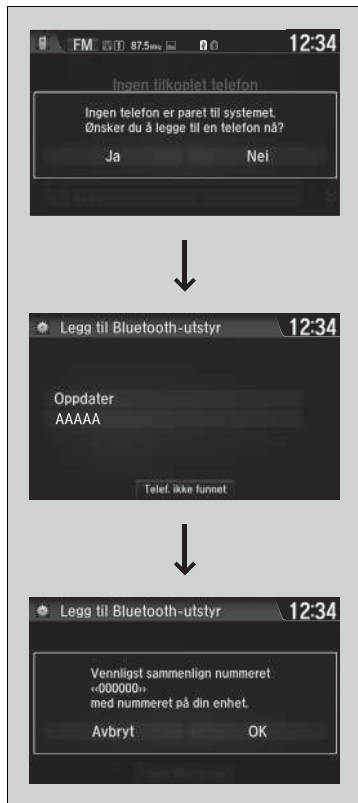 FM 87.5MHz 12:34
Ingen tilkoplet telefon
Ingen telefon er paret til systemet.
Ønsker du å legge til en telefon nå?
Ja Nei
Legg til Bluetooth-utstyr 12:34
Oppdater
AAAAA
Telef. ikke funnet
Legg til Bluetooth-utstyr 12:34
Vennligst sammenlign nummeret
‹‹000000››
med nummeret på din enhet.
Avbryt OK